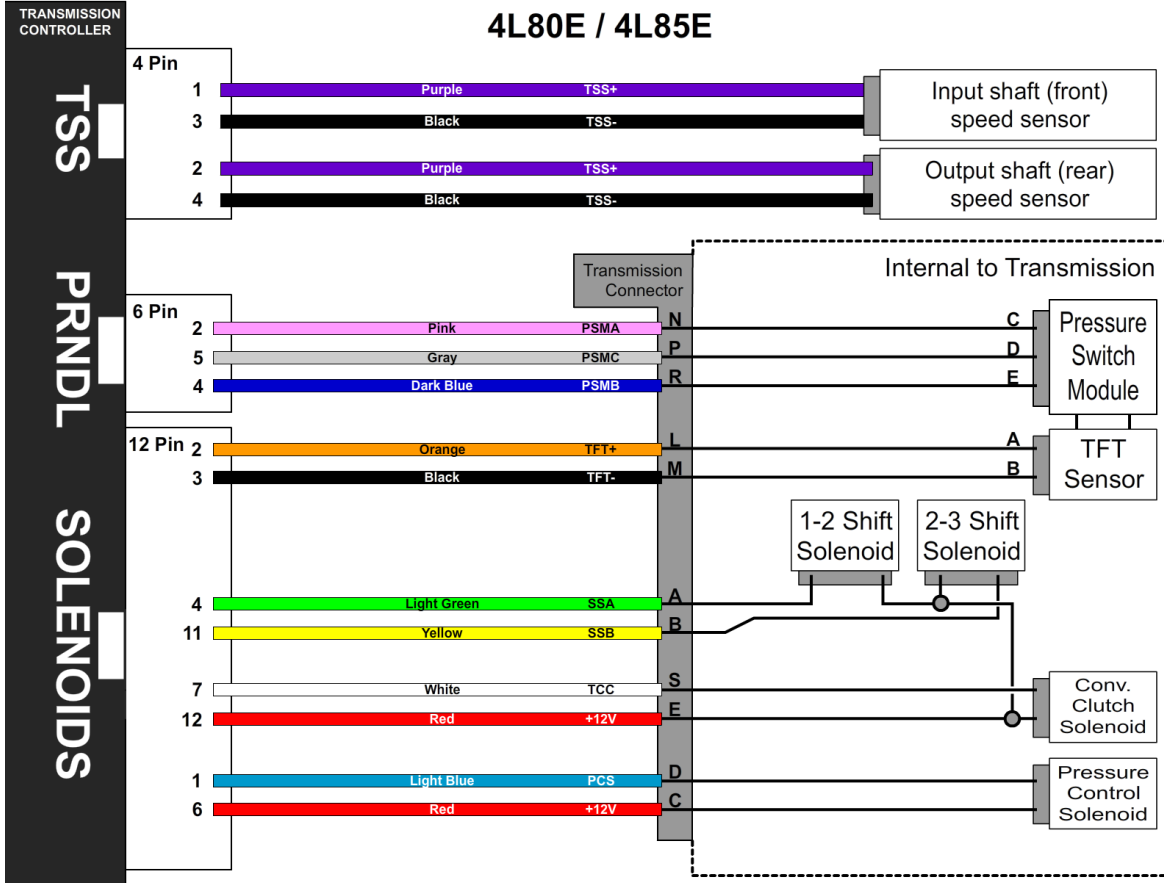 TRANSMISSION
CONTROLLER
4L80E / 4L85E
TSS
4 Pin
1 Purple TSS+
3 Black TSS-
Input shaft (front)
speed sensor
2 Purple TSS+
4 Black TSS-
Output shaft (rear)
speed sensor
Internal to Transmission
Transmission
Connector
PRNDL
6 Pin
2 Pink PSMA N C
5 Gray PSMC P D
4 Dark Blue PSMB R E
Pressure
Switch
Module
12 Pin
2 Orange TFT+ L A
3 Black TFT- M B
TFT
Sensor
SOLENOIDS
1-2 Shift
Solenoid
2-3 Shift
Solenoid
4 Light Green SSA A
11 Yellow SSB B
7 White TCC S
12 Red +12V E
Conv.
Clutch
Solenoid
1 Light Blue PCS D
6 Red +12V C
Pressure
Control
Solenoid